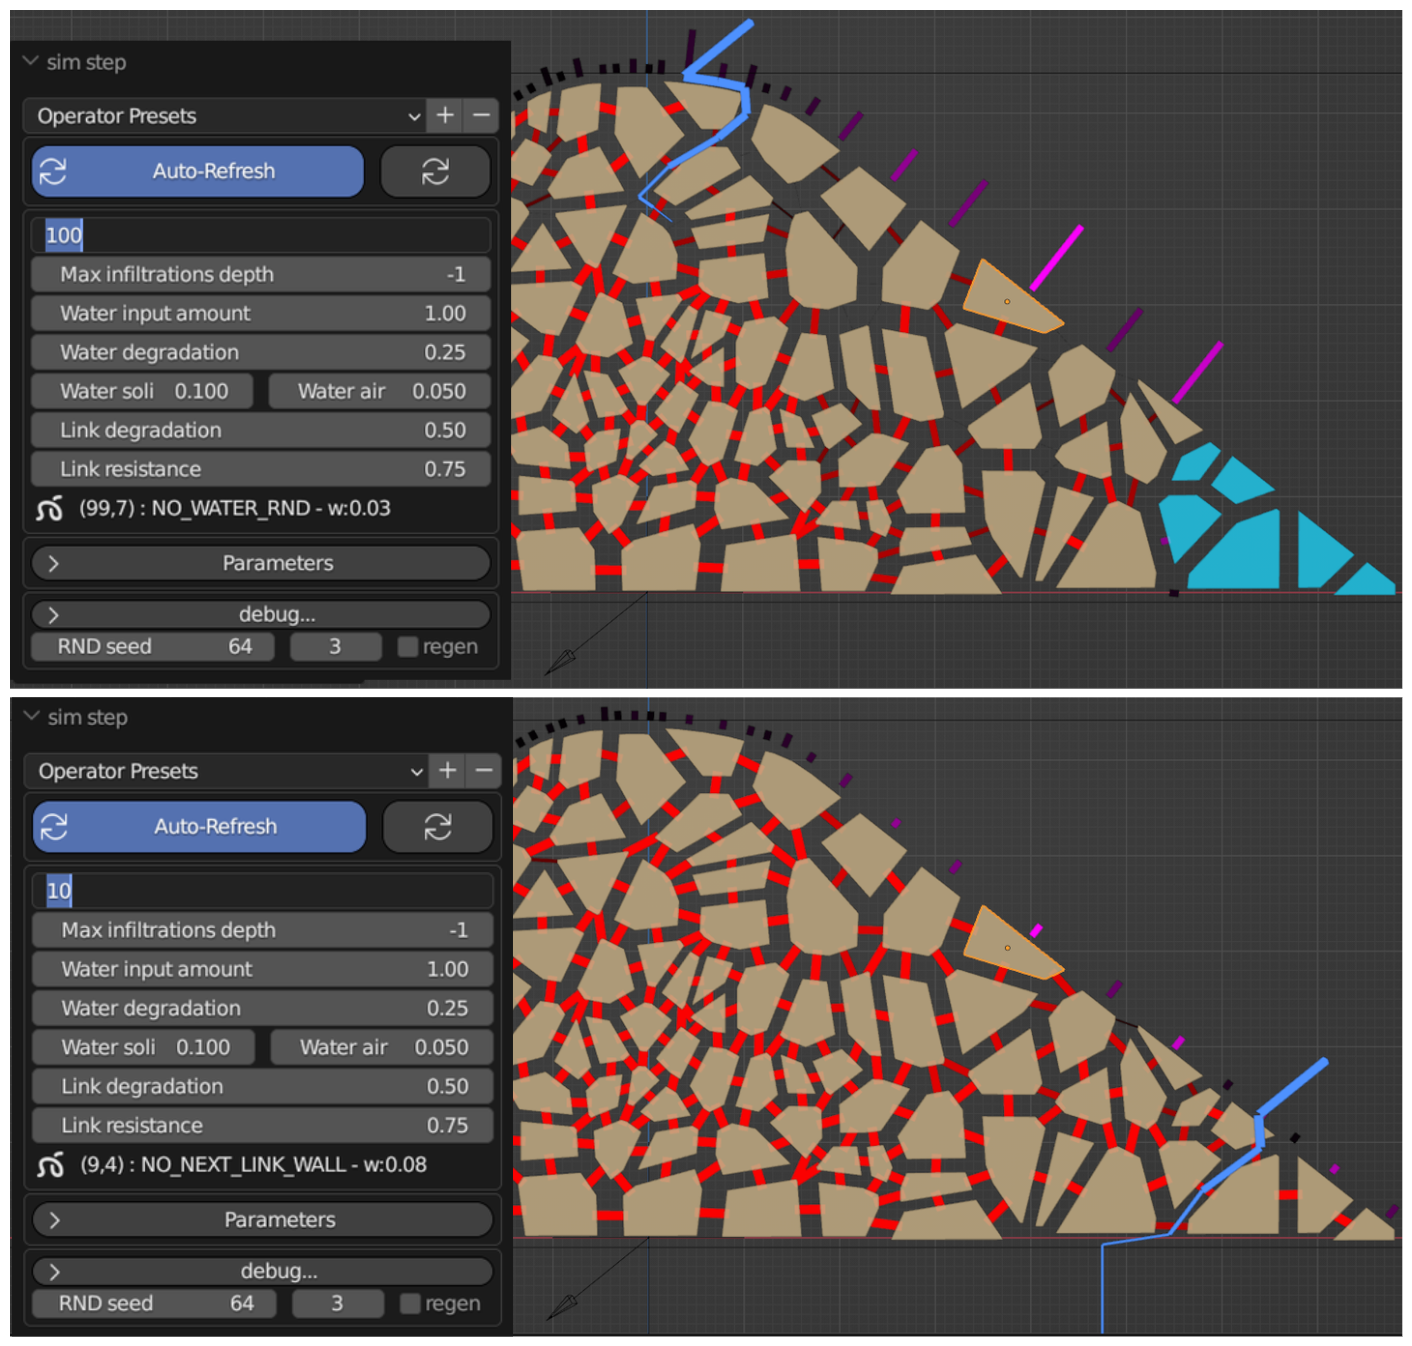 sim step
Operator Presets
Auto-Refresh
100
Max infiltrations depth -1
Water input amount 1.00
Water degradation 0.25
Water soli 0.100 Water air 0.050
Link degradation 0.50
Link resistance 0.75
(99,7) : NO_WATER_RND - w:0.03
Parameters
debug...
RND seed 64 3 regen
sim step
Operator Presets
Auto-Refresh
10
Max infiltrations depth -1
Water input amount 1.00
Water degradation 0.25
Water soli 0.100 Water air 0.050
Link degradation 0.50
Link resistance 0.75
(9,4) : NO_NEXT_LINK_WALL - w:0.08
Parameters
debug...
RND seed 64 3 regen